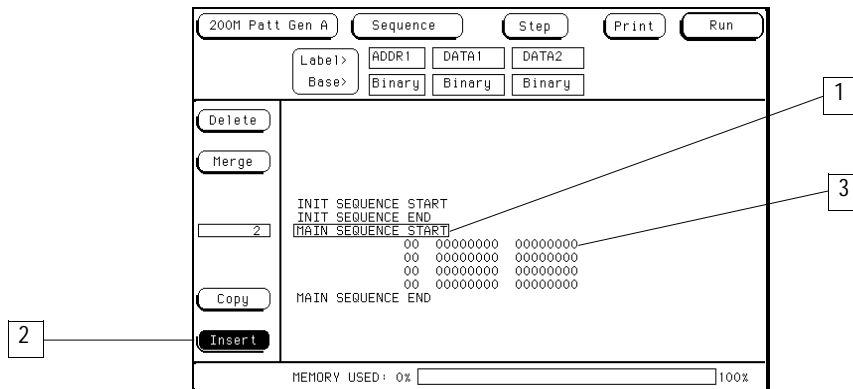 200M Patt Gen A Sequence Step Print Run
Label> ADDR1 DATA1 DATA2
Base> Binary Binary Binary
1
Delete
Merge
3
INIT SEQUENCE START
INIT SEQUENCE END
2 MAIN SEQUENCE START
00 00000000 00000000
00 00000000 00000000
00 00000000 00000000
00 00000000 00000000
Copy MAIN SEQUENCE END
2
Insert
MEMORY USED: 0% 100%